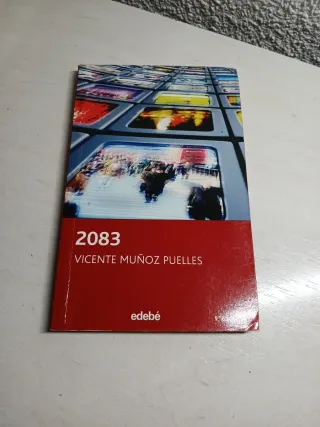 2083
VICENTE MUÑOZ PUELLES
edebé